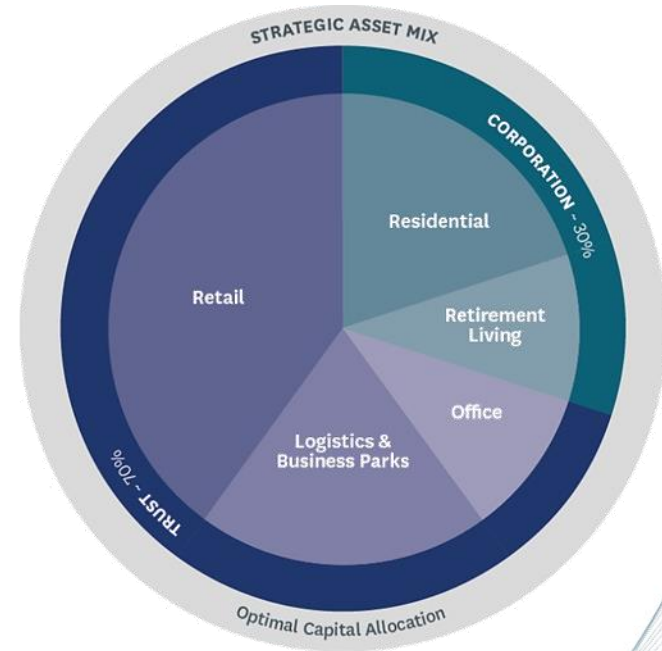 STRATEGIC ASSET MIX
CORPORATION ~ 30%
Residential
Retail
Retirement
Living
Office
Logistics &
Business Parks
TRUST ~ 70%
Optimal Capital Allocation